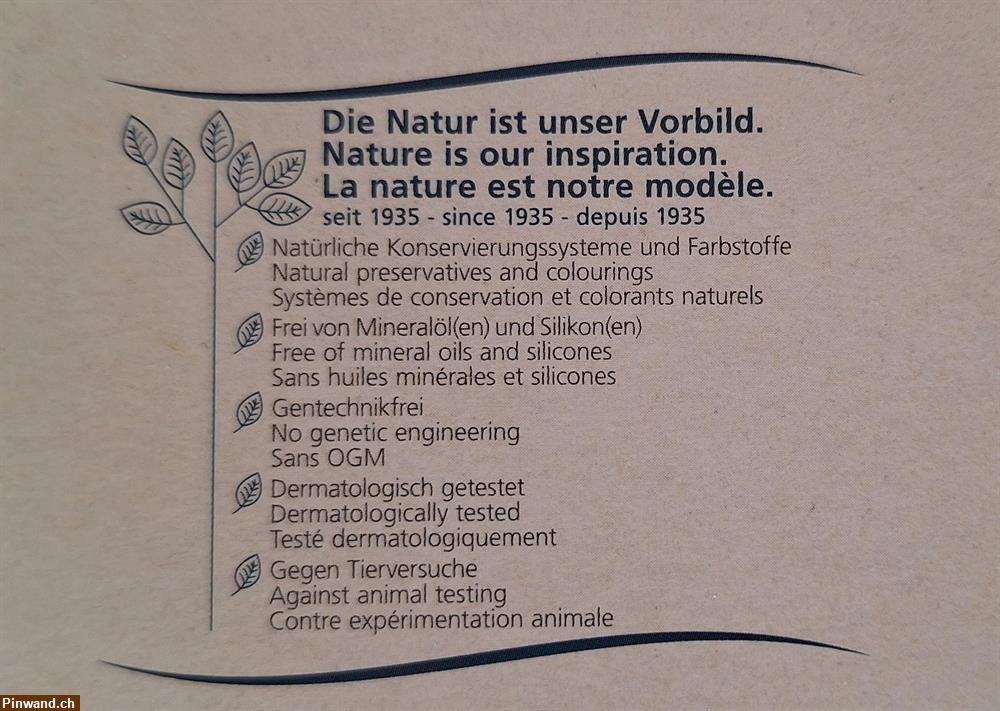 Die Natur ist unser Vorbild.
Nature is our inspiration.
La nature est notre modèle.
seit 1935 - since 1935 - depuis 1935
Natürliche Konservierungssysteme und Farbstoffe
Natural preservatives and colourings
Systèmes de conservation et colorants naturels
Frei von Mineralöl(en) und Silikon(en)
Free of mineral oils and silicones
Sans huiles minérales et silicones
Gentechnikfrei
No genetic engineering
Sans OGM
Dermatologisch getestet
Dermatologically tested
Testé dermatologiquement
Gegen Tierversuche
Against animal testing
Contre expérimentation animale
Pinwand.ch